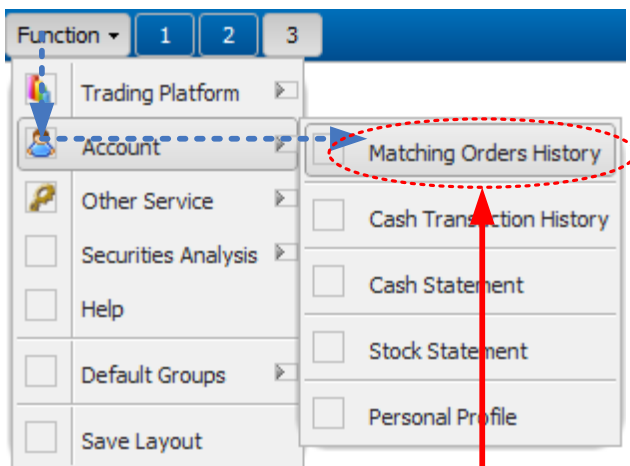 Function 1 2 3
Trading Platform
Account
Other Service
Securities Analysis
Help
Default Groups
Save Layout
Matching Orders History
Cash Transaction History
Cash Statement
Stock Statement
Personal Profile